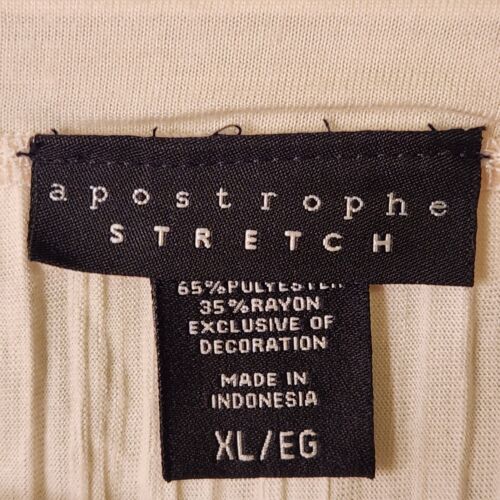 apostrophe
STRETCH
65% POLYESTER
35% RAYON
EXCLUSIVE OF
DECORATION
MADE IN
INDONESIA
XL/EG